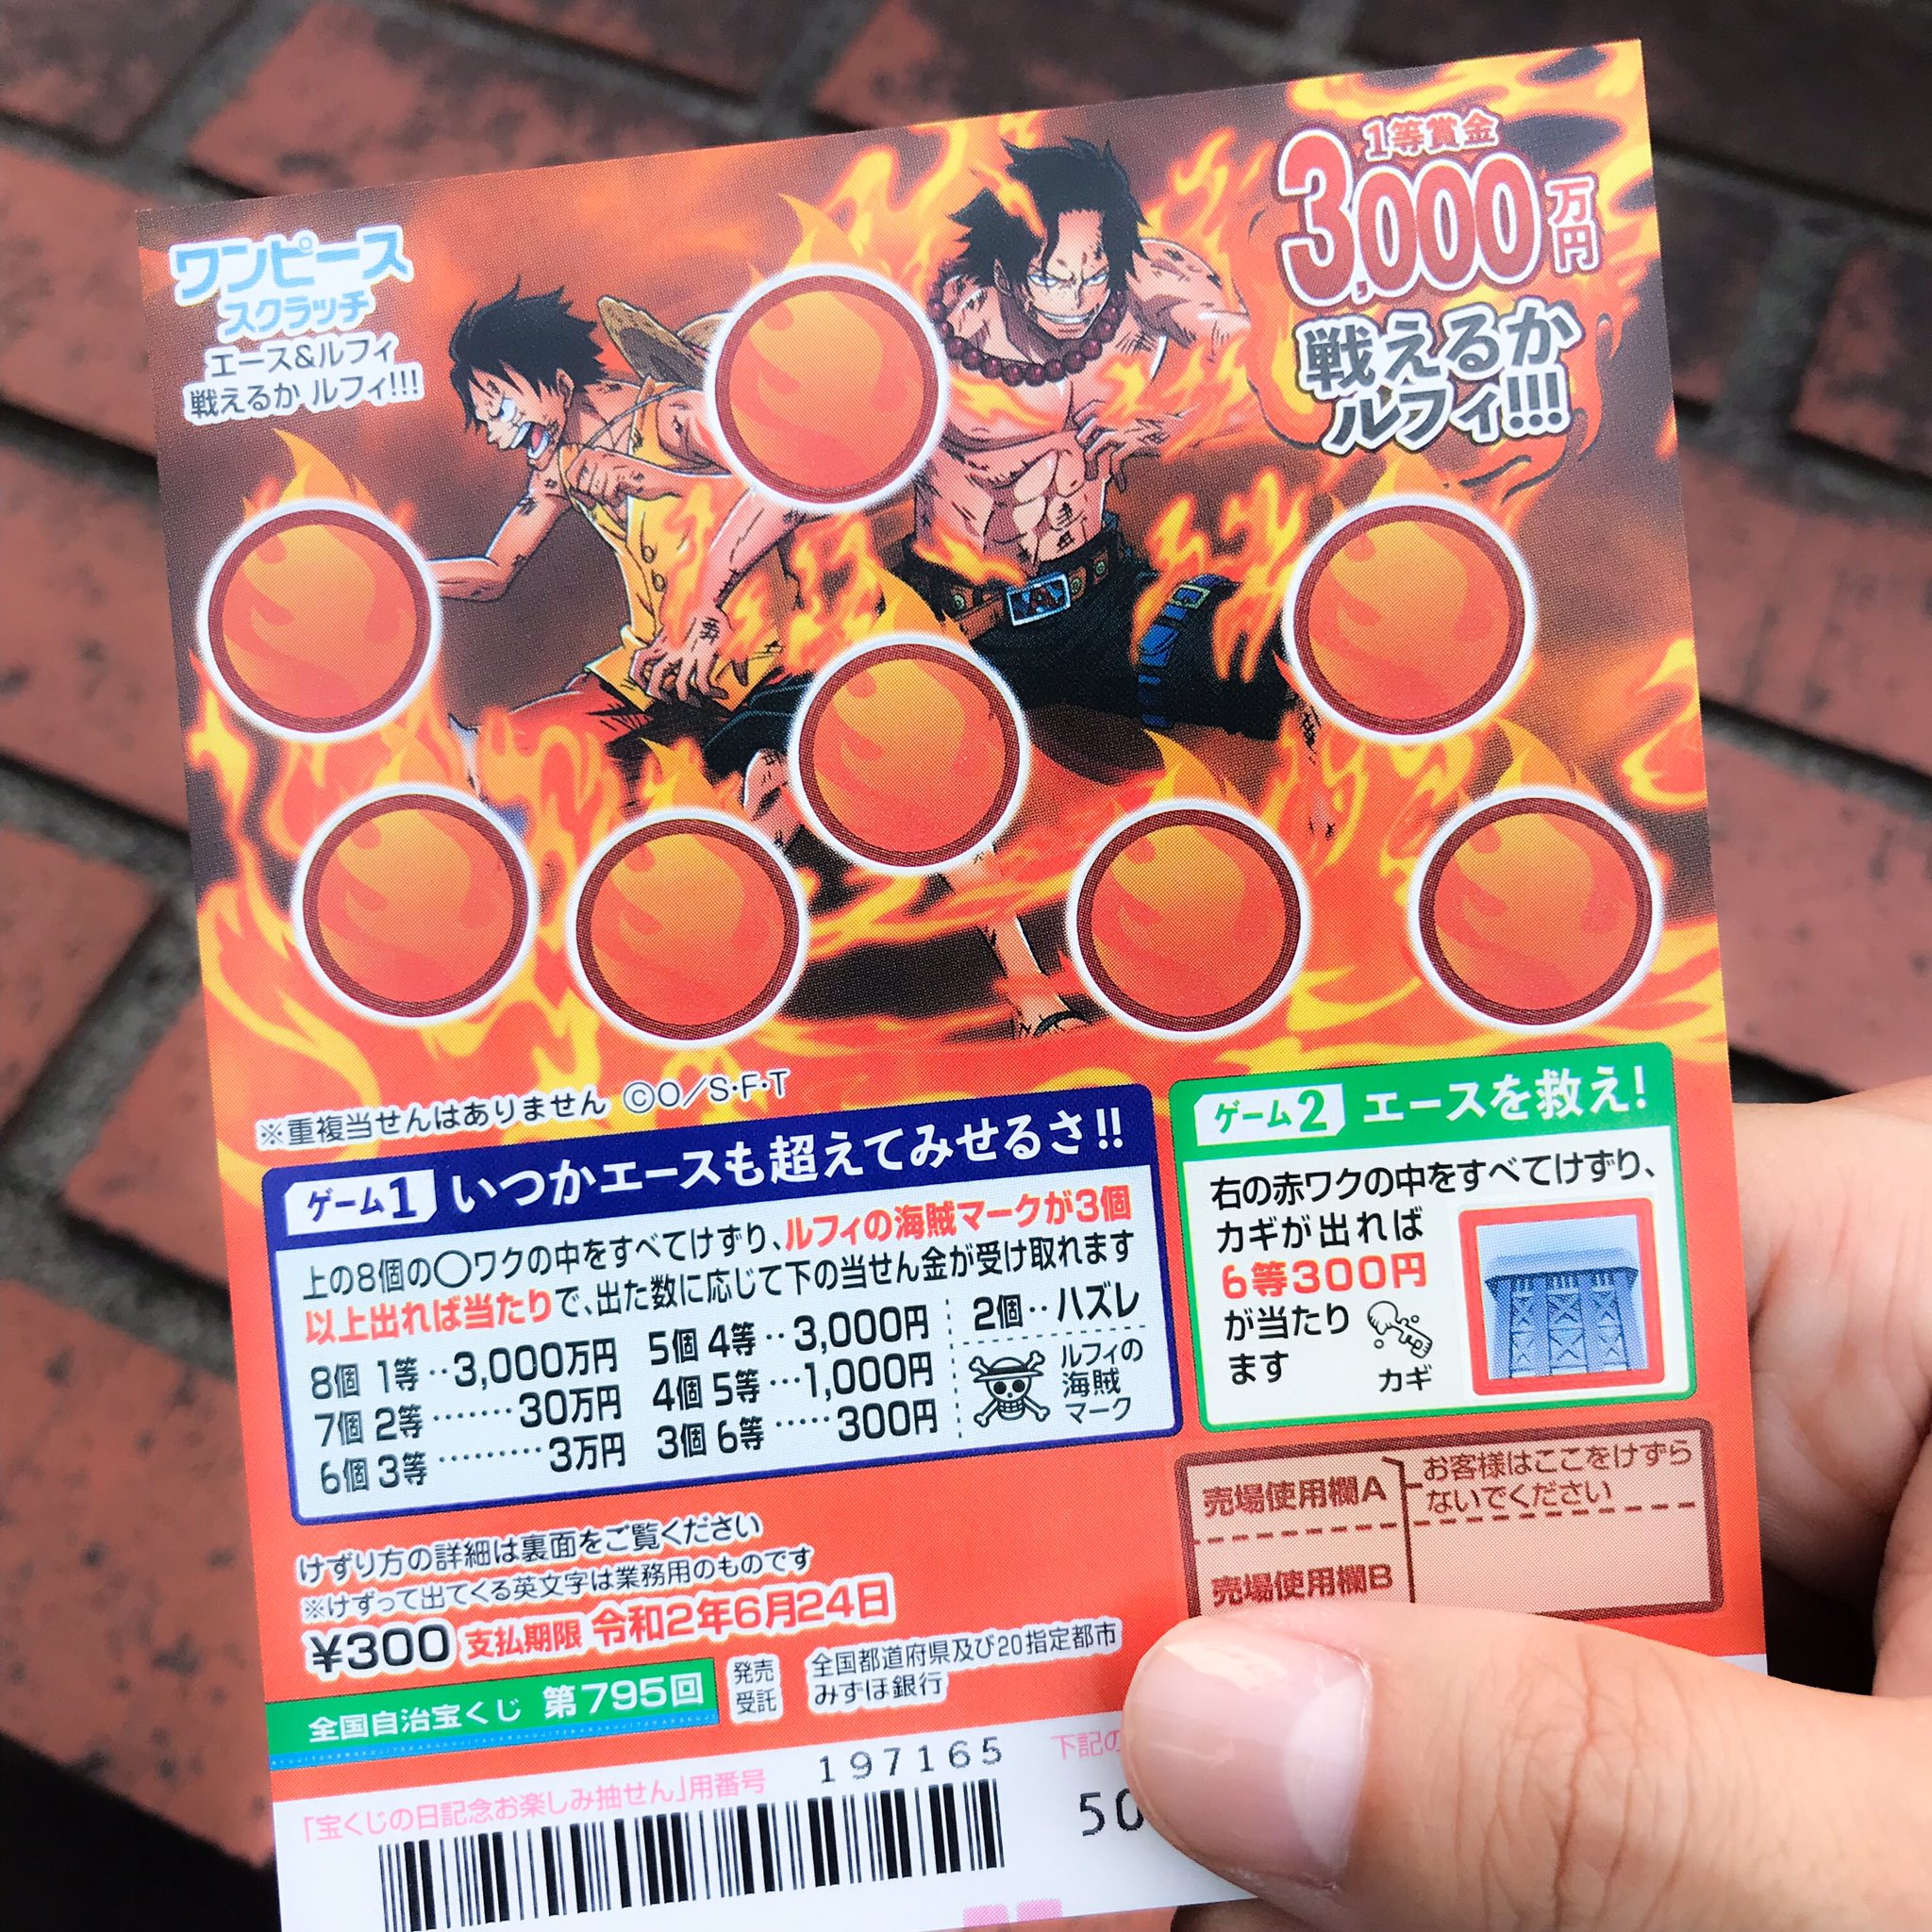 ワンピース
スクラッチ
エース&ルフィ
戦えるか ルフィ!!!
1等賞金
3,000万円
戦えるか
ルフィ!!!
※重複当せんはありません ©O/S・F・T
ゲーム1 いつかエースも超えてみせるさ!!
上の8個の〇ワクの中をすべてけずり、ルフィの海賊マークが3個
以上出れば当たりで、出た数に応じて下の当せん金が受け取れます
8個 1等‥3,000万円
7個 2等‥‥‥‥30万円
6個 3等‥‥‥‥‥3万円
5個 4等‥3,000円
4個 5等…1,000円
3個 6等‥‥‥300円
2個‥ハズレ
ルフィの
海賊
マーク
ゲーム2 エースを救え!
右の赤ワクの中をすべてけずり、
カギが出れば
6等300円
が当たり
ます
カギ
売場使用欄A
売場使用欄B
お客様はここをけずら
ないでください
けずり方の詳細は裏面をご覧ください
※けずって出てくる英文字は業務用のものです
¥300 支払期限 令和2年6月24日
全国自治宝くじ 第795回
発売
受託
全国都道府県及び20指定都市
みずほ銀行
「宝くじの日記念お楽しみ抽せん」用番号
197165
下記の
50